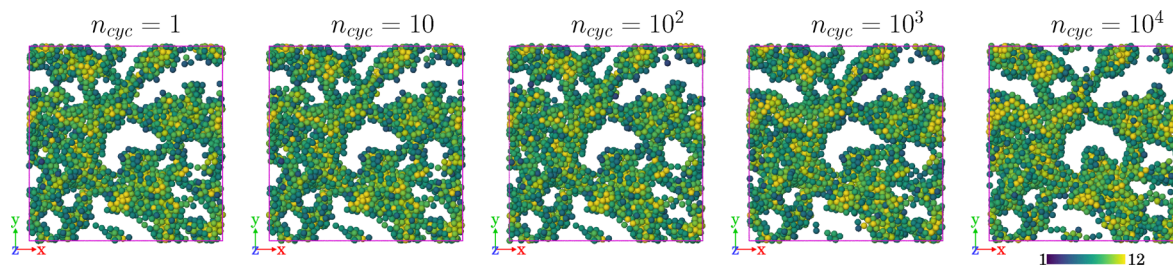 n_{cyc} = 1
n_{cyc} = 10
n_{cyc} = 10^2
n_{cyc} = 10^3
n_{cyc} = 10^4
y
z x
y
z x
y
z x
y
z x
y
z x
1 12